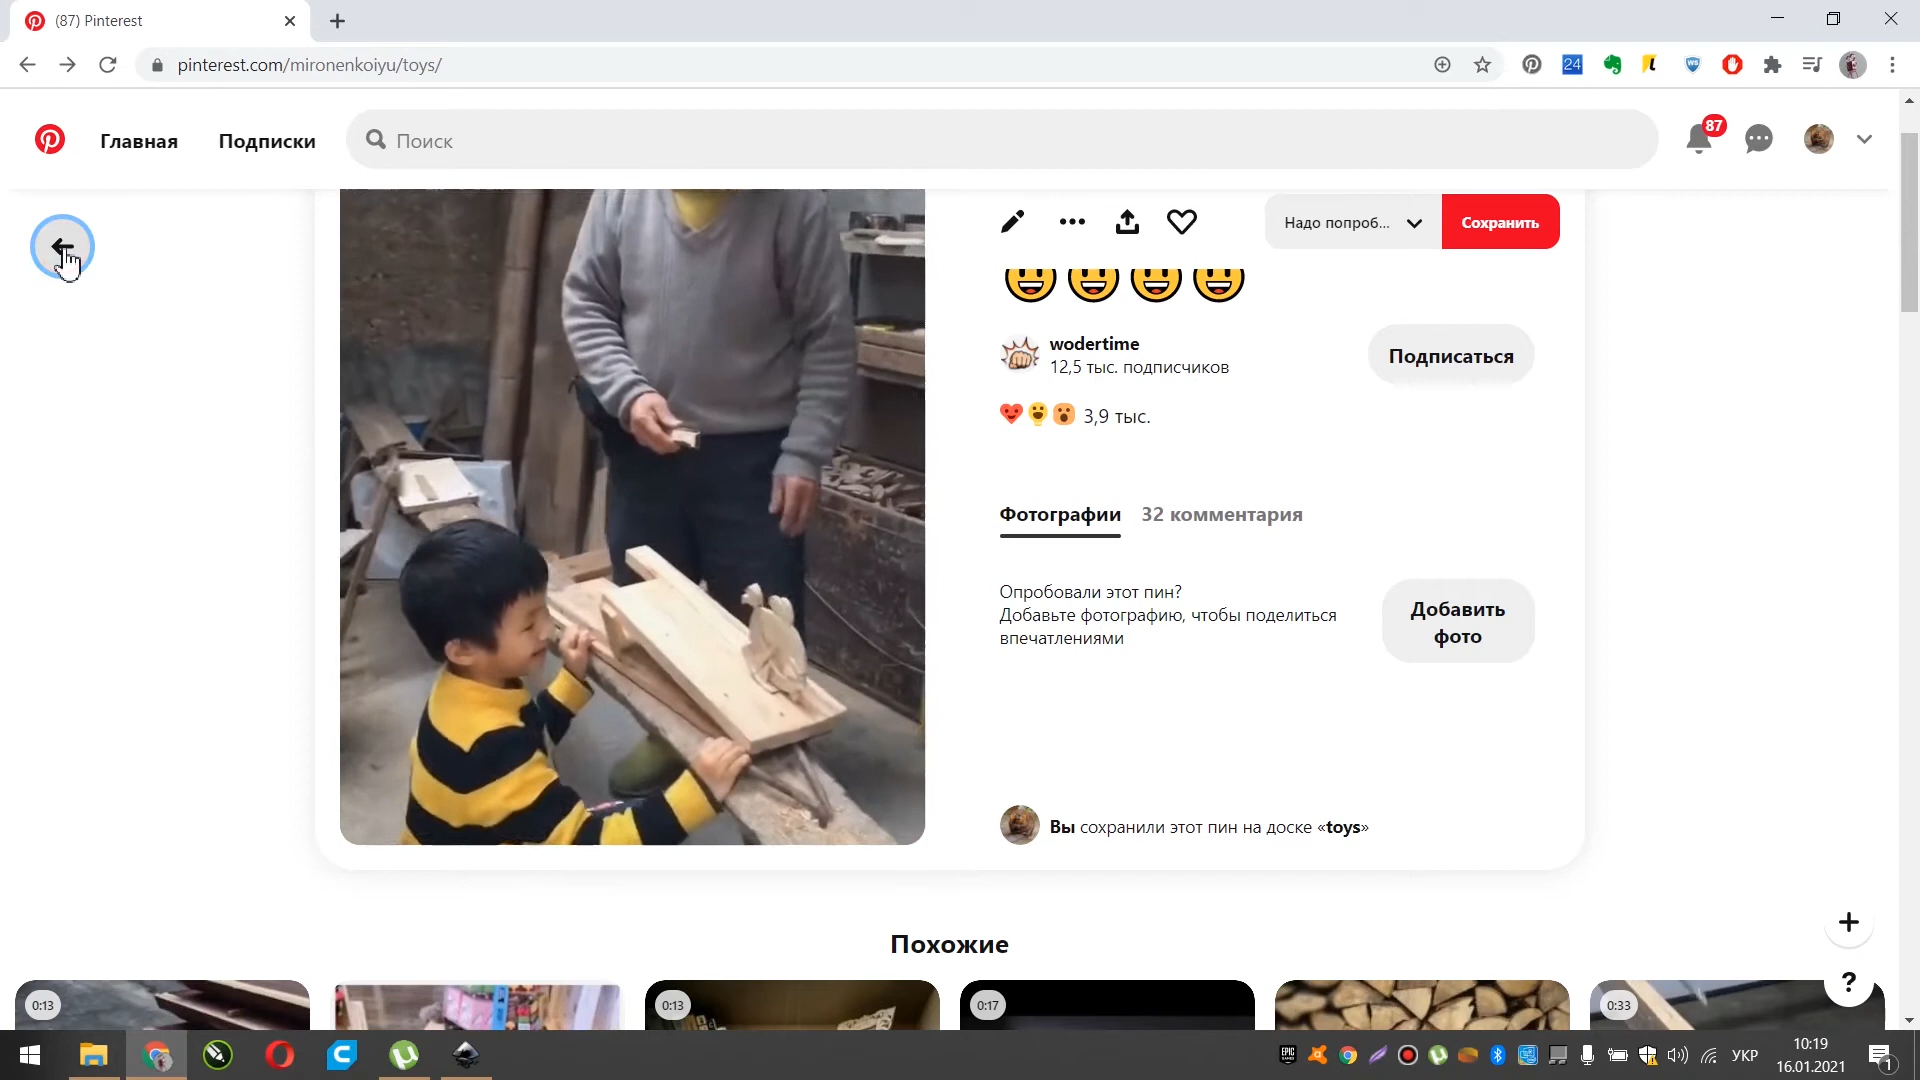 (87) Pinterest
pinterest.com/mironenkoiyu/toys/
24
Главная
Подписки
Поиск
87
Надо попроб...
Сохранить
wodertime
12,5 тыс. подписчиков
Подписаться
3,9 тыс.
Фотографии
32 комментария
Опробовали этот пин?
Добавьте фотографию, чтобы поделиться
впечатлениями
Добавить
фото
Вы сохранили этот пин на доске «toys»
Похожие
0:13
0:13
0:17
0:33
?
УКР
10:19
16.01.2021
1